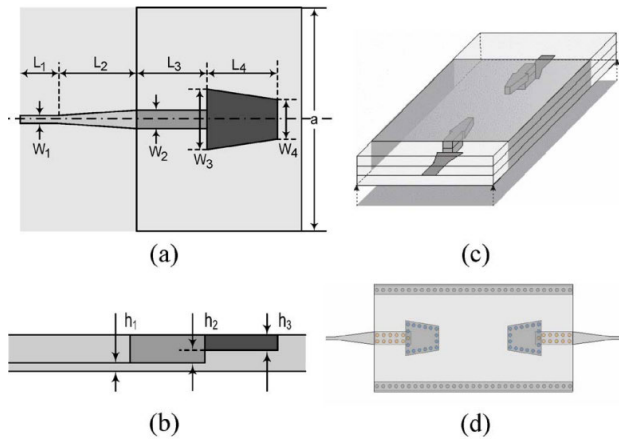 L₁ L₂ L₃ L₄
W₁ W₂ W₃ W₄ a
(a)
(c)
h₁ h₂ h₃
(b)
(d)